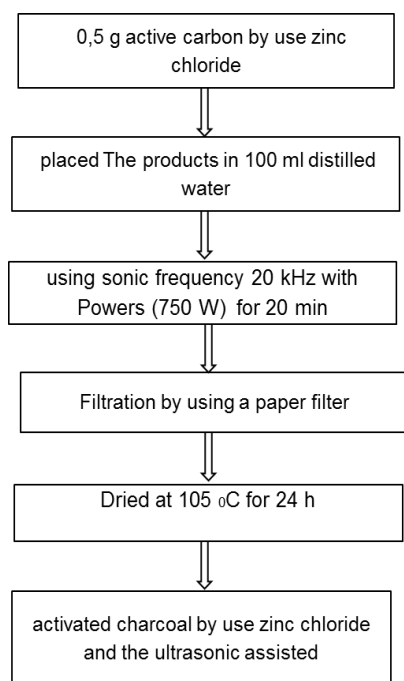 0,5 g active carbon by use zinc
chloride
placed The products in 100 ml distilled
water
using sonic frequency 20 kHz with
Powers (750 W) for 20 min
Filtration by using a paper filter
Dried at 105 0C for 24 h
activated charcoal by use zinc chloride
and the ultrasonic assisted